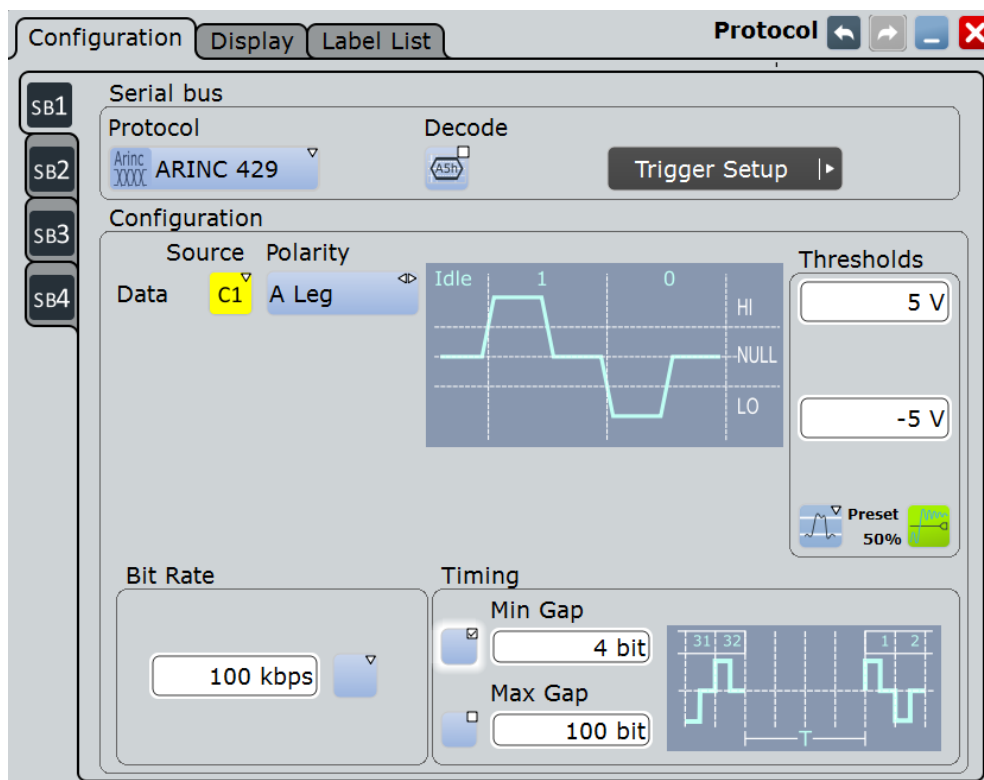 Configuration Display Label List Protocol
SB1
SB2
SB3
SB4
Serial bus
Protocol Decode
Arinc XXXX ARINC 429 A5h Trigger Setup
Configuration
Source Polarity Thresholds
Data C1 A Leg
Idle 1 0
HI
NULL
LO
5 V
-5 V
Preset
50%
Bit Rate
100 kbps
Timing
Min Gap
4 bit
Max Gap
100 bit
31 32 1 2
T